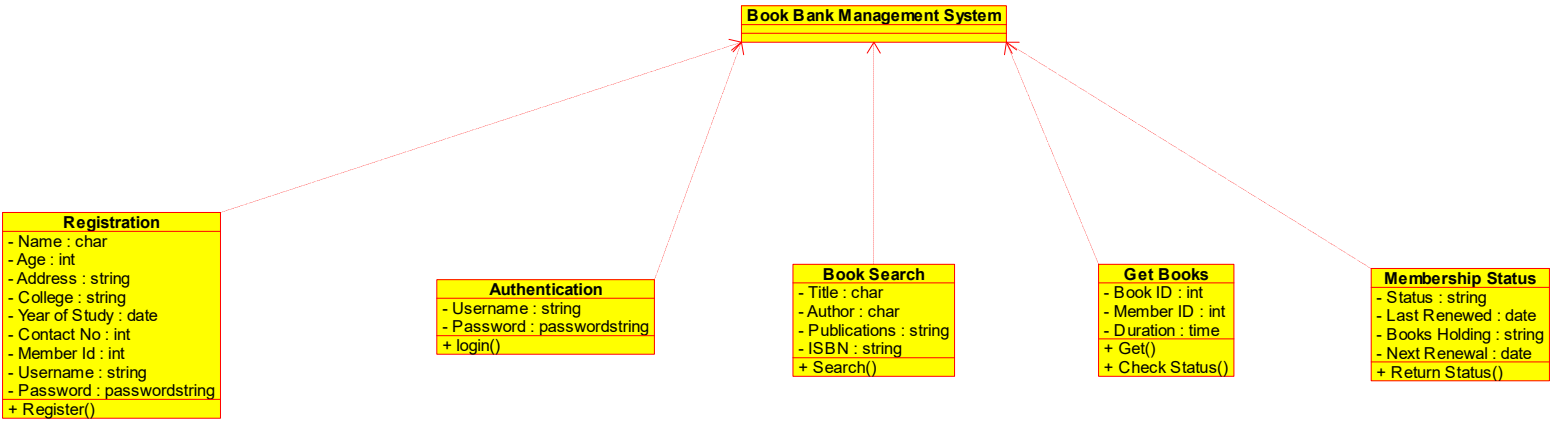 Book Bank Management System
Registration
- Name : char
- Age : int
- Address : string
- College : string
- Year of Study : date
- Contact No : int
- Member Id : int
- Username : string
- Password : passwordstring
+ Register()
Authentication
- Username : string
- Password : passwordstring
+ login()
Book Search
- Title : char
- Author : char
- Publications : string
- ISBN : string
+ Search()
Get Books
- Book ID : int
- Member ID : int
- Duration : time
+ Get()
+ Check Status()
Membership Status
- Status : string
- Last Renewed : date
- Books Holding : string
- Next Renewal : date
+ Return Status()